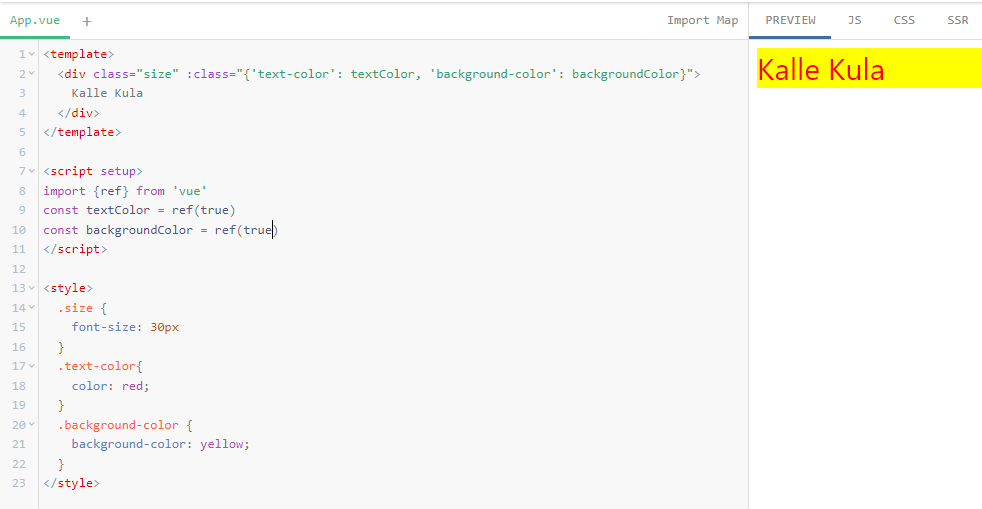 App.vue + Import Map PREVIEW JS CSS SSR
1 <template>
2 <div class="size" :class="{'text-color': textColor, 'background-color': backgroundColor}">
3 Kalle Kula
4 </div>
5 </template>
6
7 <script setup>
8 import {ref} from 'vue'
9 const textColor = ref(true)
10 const backgroundColor = ref(true)
11 </script>
12
13 <style>
14 .size {
15 font-size: 30px
16 }
17 .text-color{
18 color: red;
19 }
20 .background-color {
21 background-color: yellow;
22 }
23 </style>
Kalle Kula